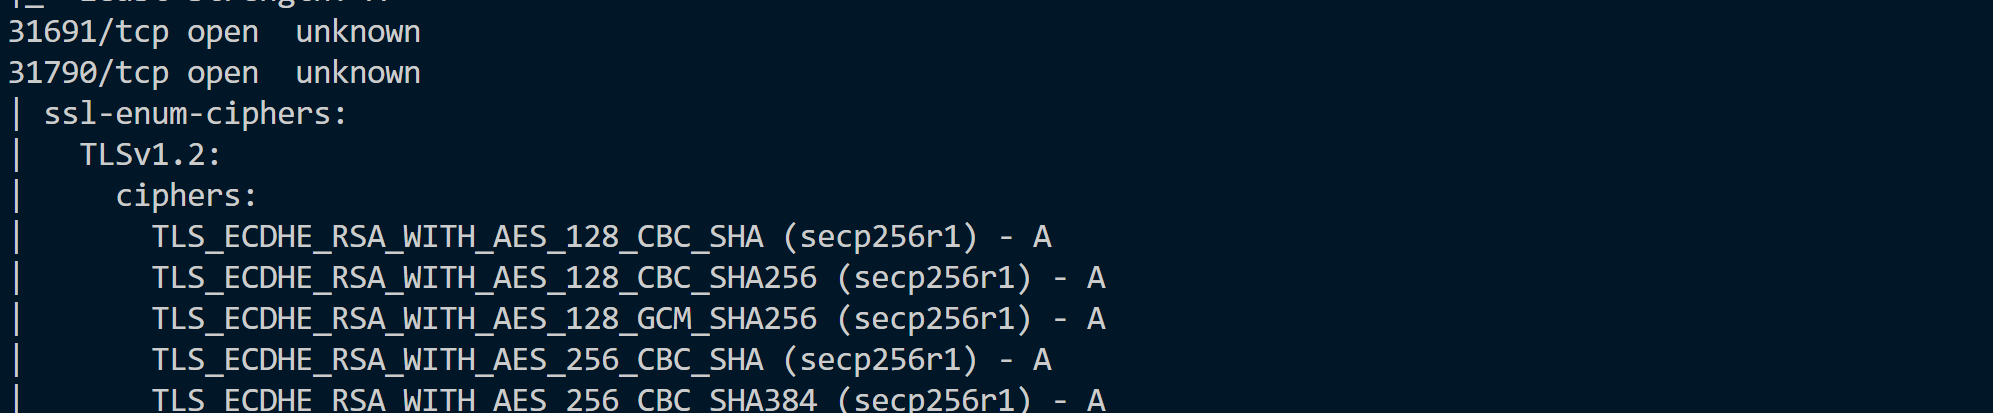 31691/tcp open  unknown
31790/tcp open  unknown
| ssl-enum-ciphers:
|   TLSv1.2:
|     ciphers:
|       TLS_ECDHE_RSA_WITH_AES_128_CBC_SHA (secp256r1) - A
|       TLS_ECDHE_RSA_WITH_AES_128_CBC_SHA256 (secp256r1) - A
|       TLS_ECDHE_RSA_WITH_AES_128_GCM_SHA256 (secp256r1) - A
|       TLS_ECDHE_RSA_WITH_AES_256_CBC_SHA (secp256r1) - A
|       TLS_ECDHE_RSA_WITH_AES_256_CBC_SHA384 (secp256r1) - A